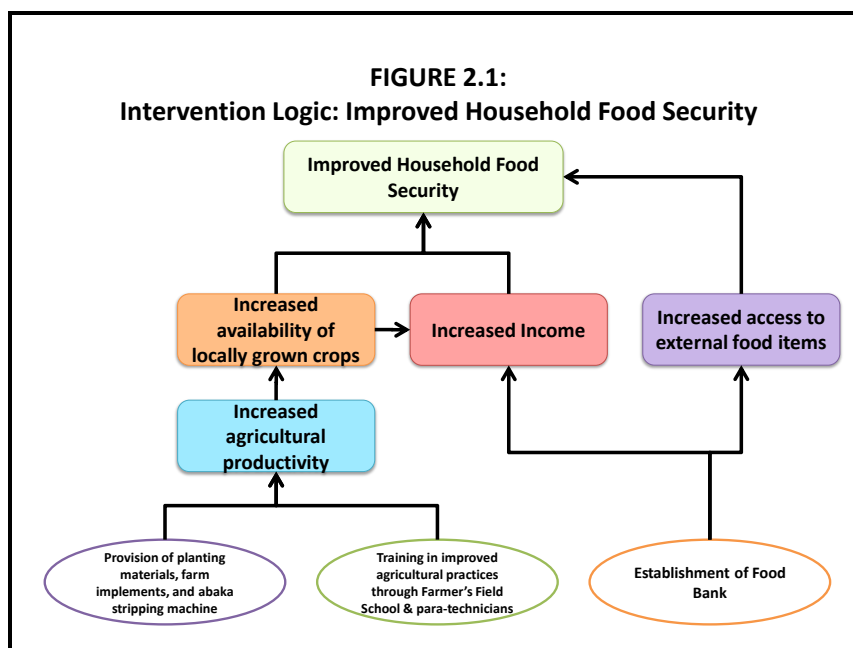 FIGURE 2.1:
Intervention Logic: Improved Household Food Security
Improved Household Food
Security
Increased
availability of
locally grown crops
Increased Income
Increased access to
external food items
Increased
agricultural
productivity
Provision of planting
materials, farm
implements, and abaka
stripping machine
Training in improved
agricultural practices
through Farmer's Field
School & para-technicians
Establishment of Food
Bank